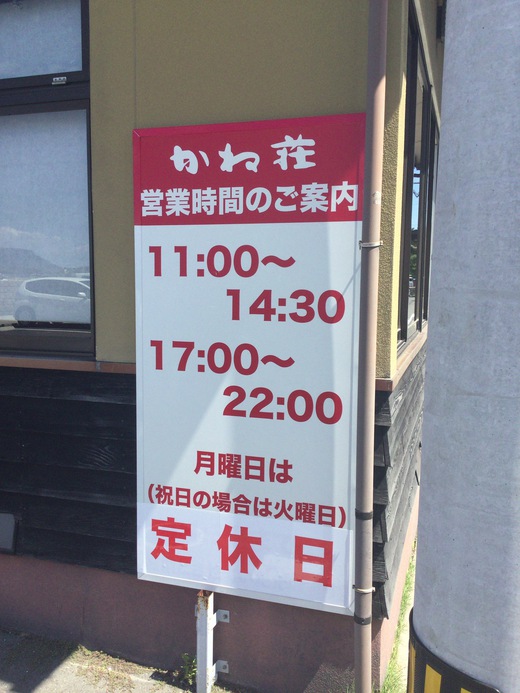 かね荘
営業時間のご案内
11:00〜
14:30
17:00〜
22:00
月曜日は
(祝日の場合は火曜日)
定休日